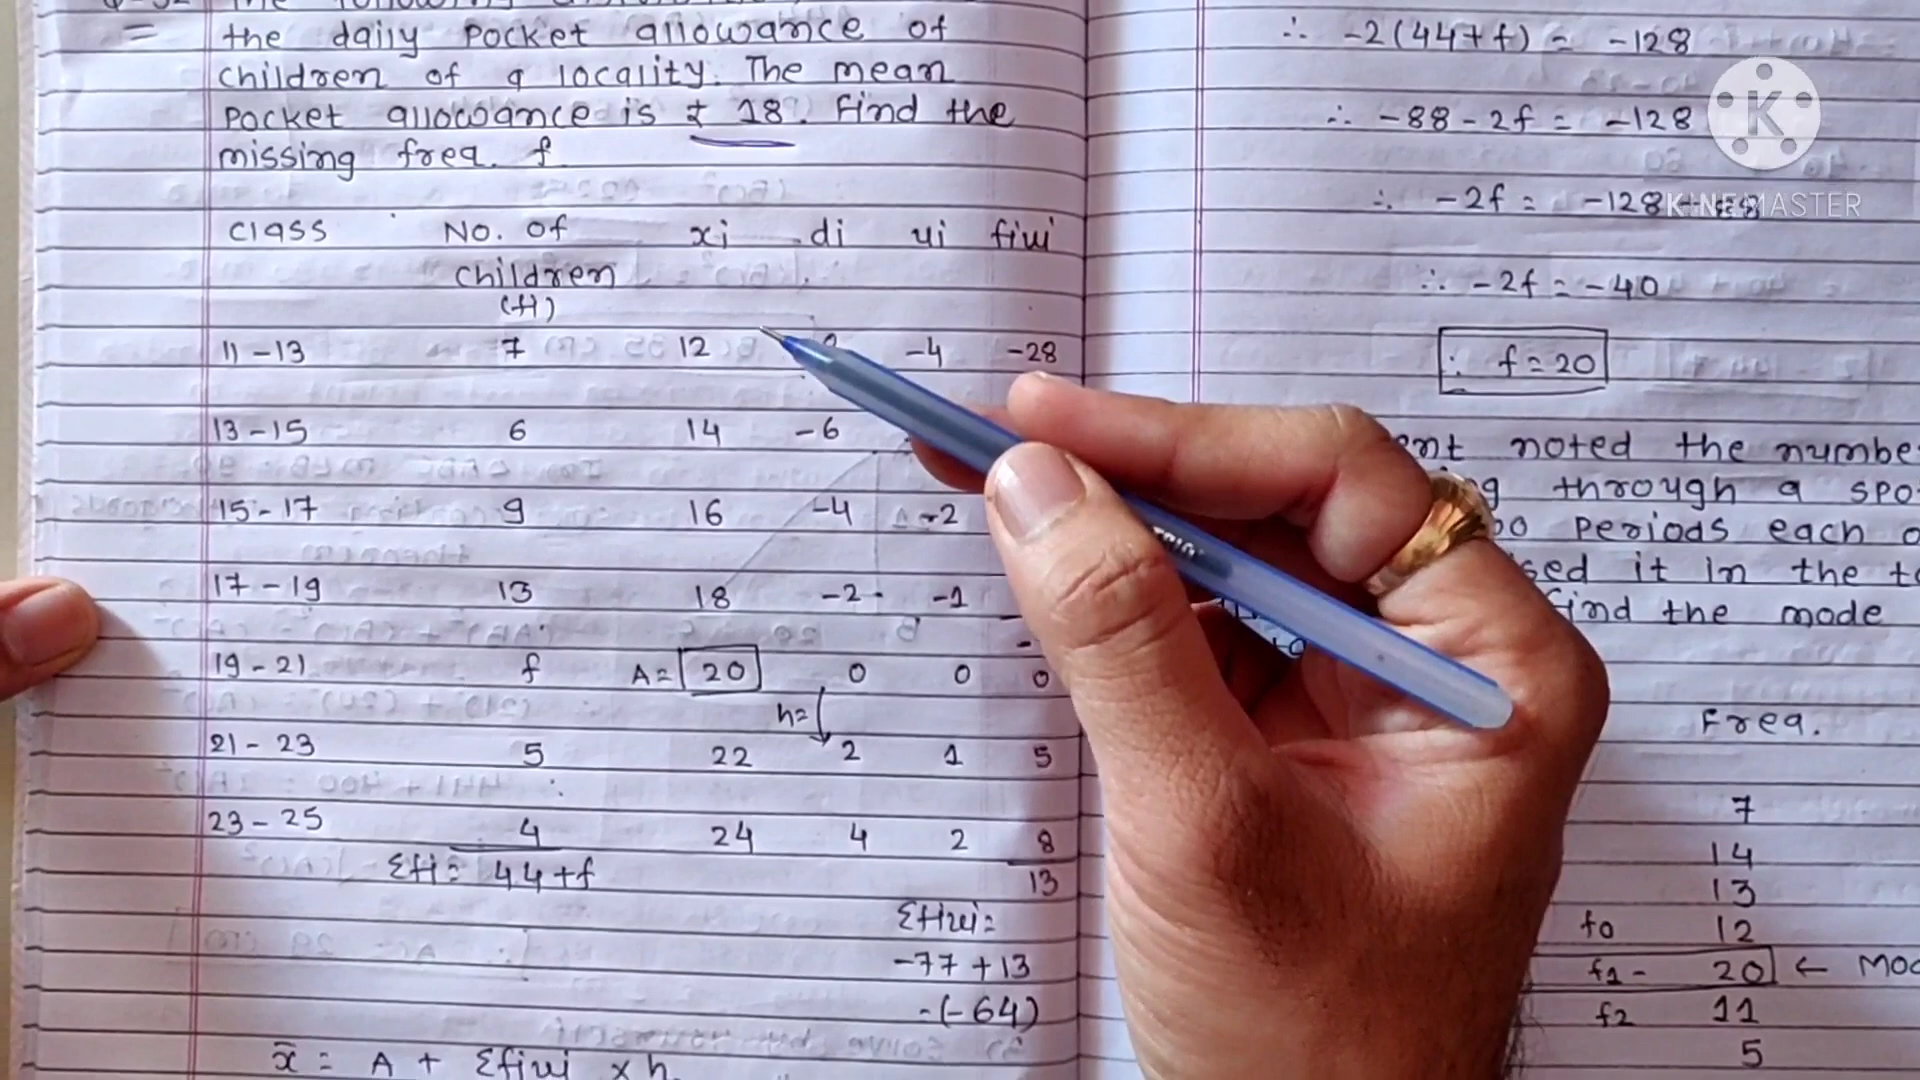 the daily pocket allowance of
children of a locality. The mean
pocket allowance is ₹ 18. Find the
missing freq. f
Class No. of xi di ui fiui
children
(fi)
11-13 7 12 -4 -28
13-15 6 14 -6
15-17 9 16 -4 -2
17-19 13 18 -2 -1
19-21 f A= 20 0 0 0
h=
21-23 5 22 2 1 5
23-25 4 24 4 2 8
Σfi = 44+f 13
Σfiui=
-77+13
(-64)
x̄ = A + Σfiui × h
∴ -2(44+f) = -128
∴ -88-2f = -128
∴ -2f = -128
∴ -2f = -40
∴ f=20
noted the
through a
periods each
it in the
find the mode
Freq.
7
14
13
f0 12
f1- 20 ←
f2 11
5
K
KINEMASTER